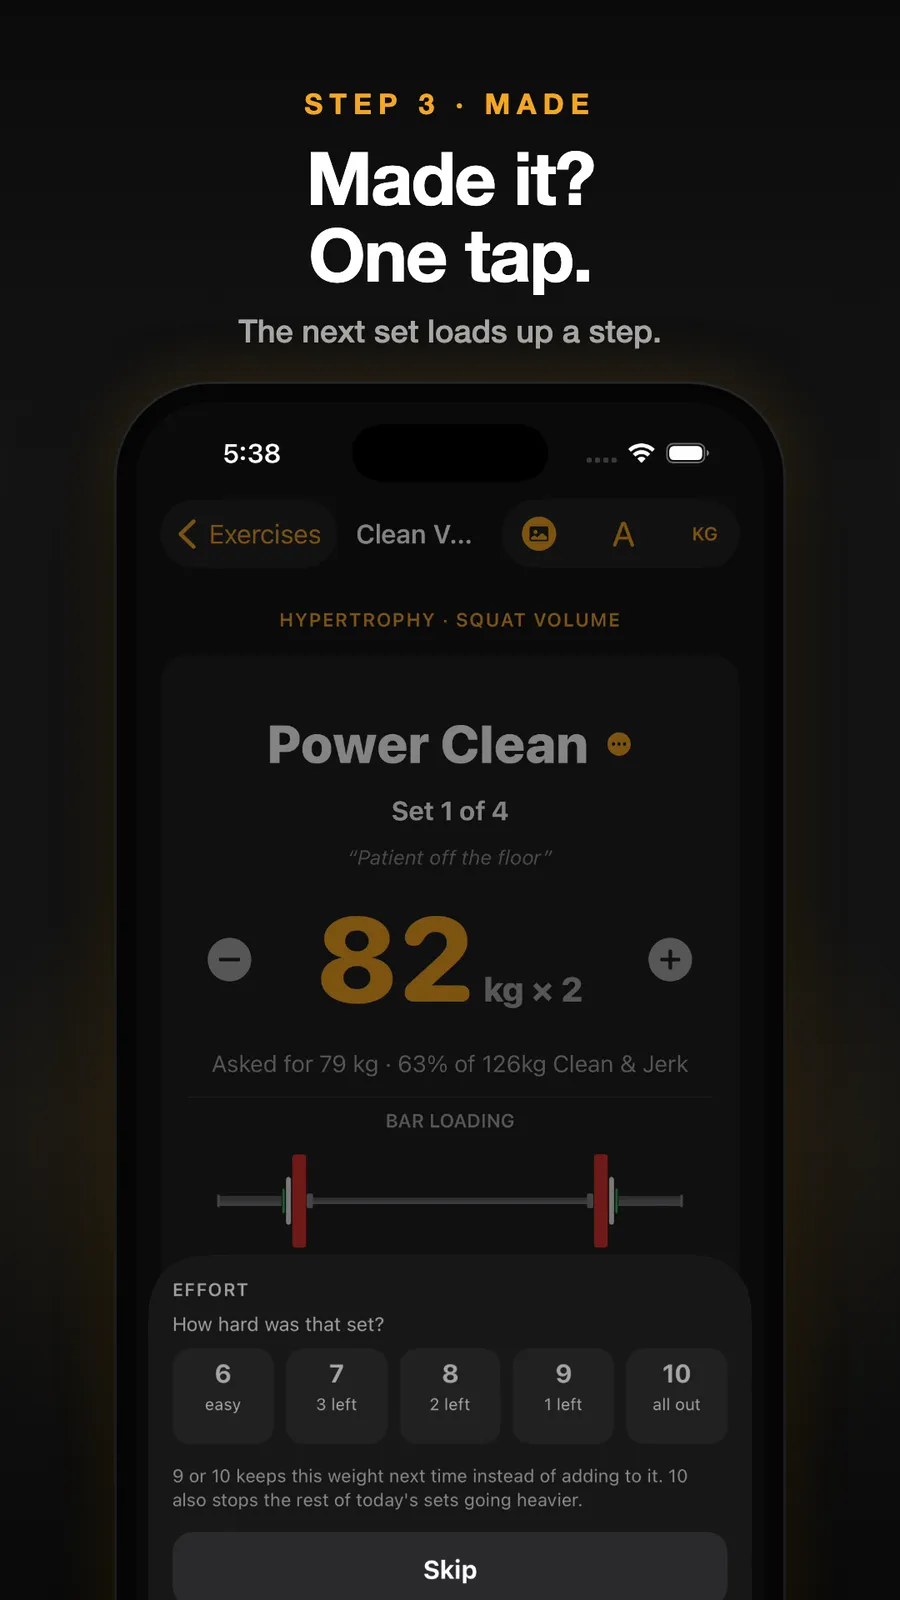 STEP 3 · MADE
Made it?
One tap.
The next set loads up a step.
5:38
Exercises
Clean V...
A
KG
HYPERTROPHY · SQUAT VOLUME
Power Clean
Set 1 of 4
“Patient off the floor”
82 kg × 2
Asked for 79 kg · 63% of 126kg Clean & Jerk
BAR LOADING
EFFORT
How hard was that set?
6
easy
7
3 left
8
2 left
9
1 left
10
all out
9 or 10 keeps this weight next time instead of adding to it. 10
also stops the rest of today's sets going heavier.
Skip